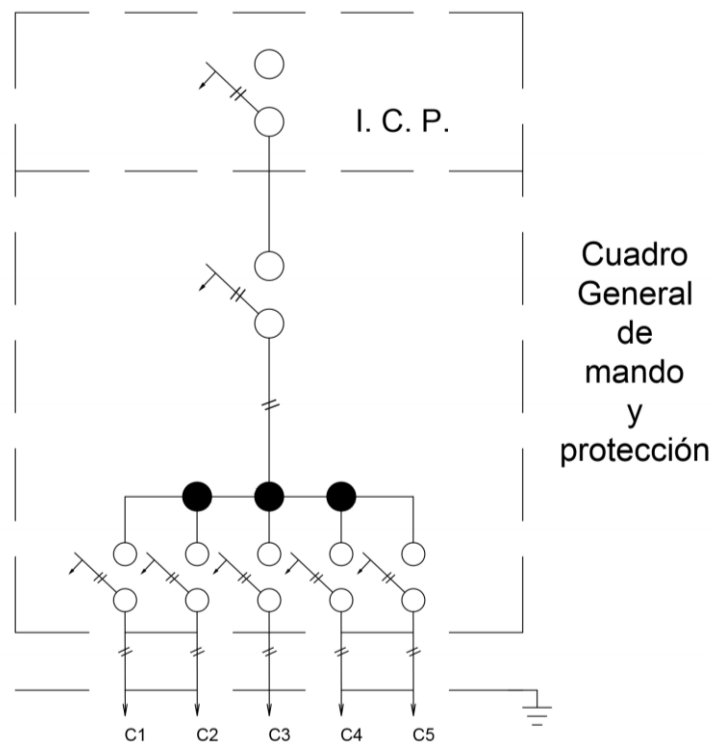 I. C. P.
Cuadro
General
de
mando
y
protección
C1
C2
C3
C4
C5